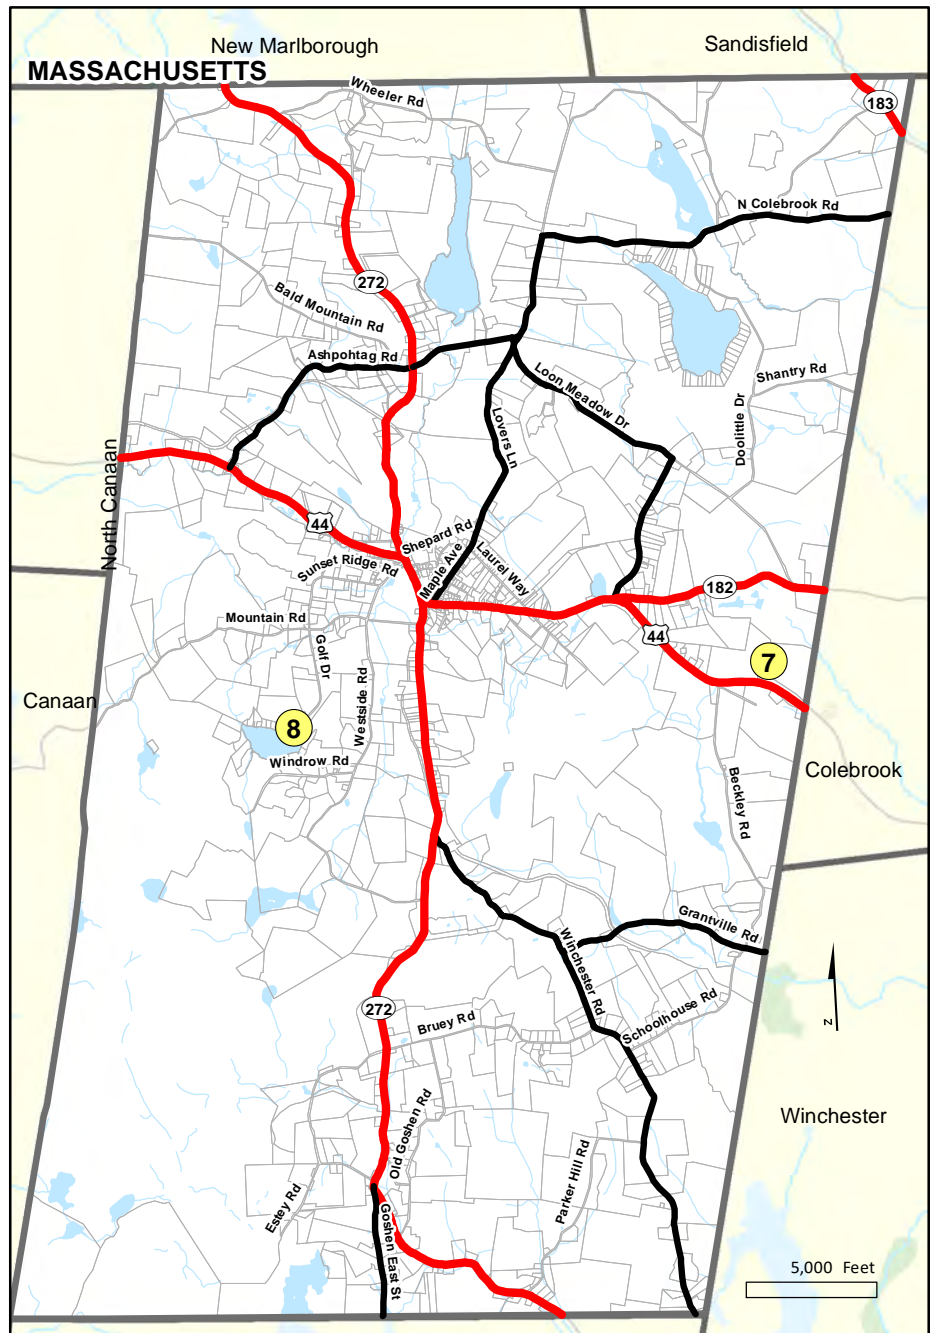 New Marlborough
Sandisfield
MASSACHUSETTS
Wheeler Rd
183
N Colebrook Rd
272
Bald Mountain Rd
Ashpohtag Rd
Loon Meadow Dr
Shantry Rd
Lovers Ln
Doolittle Dr
North Canaan
44
Shepard Rd
Sunset Ridge Rd
Maple Ave
Laurel Way
182
Mountain Rd
44
Golf Dr
7
Westside Rd
Canaan
8
Windrow Rd
Colebrook
Beckley Rd
Grantville Rd
Winchester Rd
272
Schoolhouse Rd
Bruey Rd
N
Old Goshen Rd
Winchester
Parker Hill Rd
Estey Rd
Goshen East St
5,000 Feet